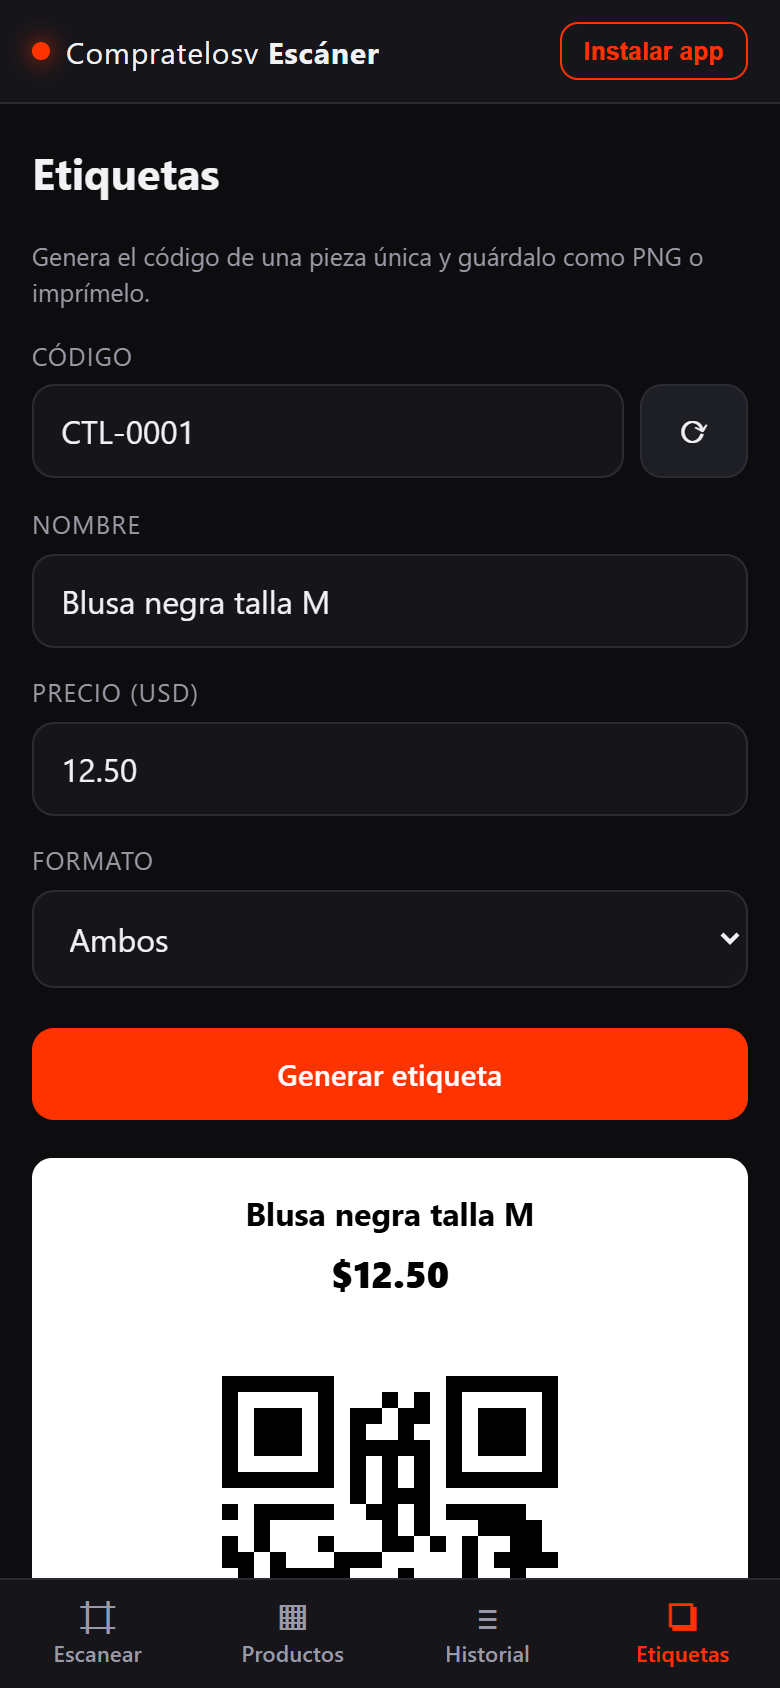 Compratelosv Escáner
Instalar app
Etiquetas
Genera el código de una pieza única y guárdalo como PNG o
imprímelo.
CÓDIGO
CTL-0001
NOMBRE
Blusa negra talla M
PRECIO (USD)
12.50
FORMATO
Ambos
Generar etiqueta
Blusa negra talla M
$12.50
Escanear
Productos
Historial
Etiquetas